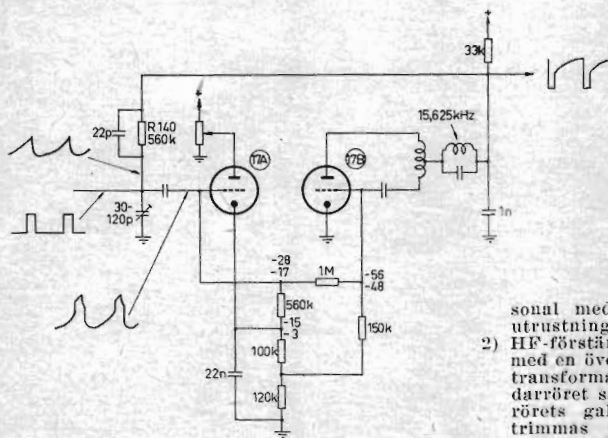 33k
+
+
15,625kHz
22p
R140
560k
17A
17B
30-
120p
1n
-28
-17
1M
-56
-48
560k
-15
-3
150k
100k
22n
120k
sonal med
utrustning
2) HF-förstär
med en öve
transforma
darröret s
rörets gal
trimmas